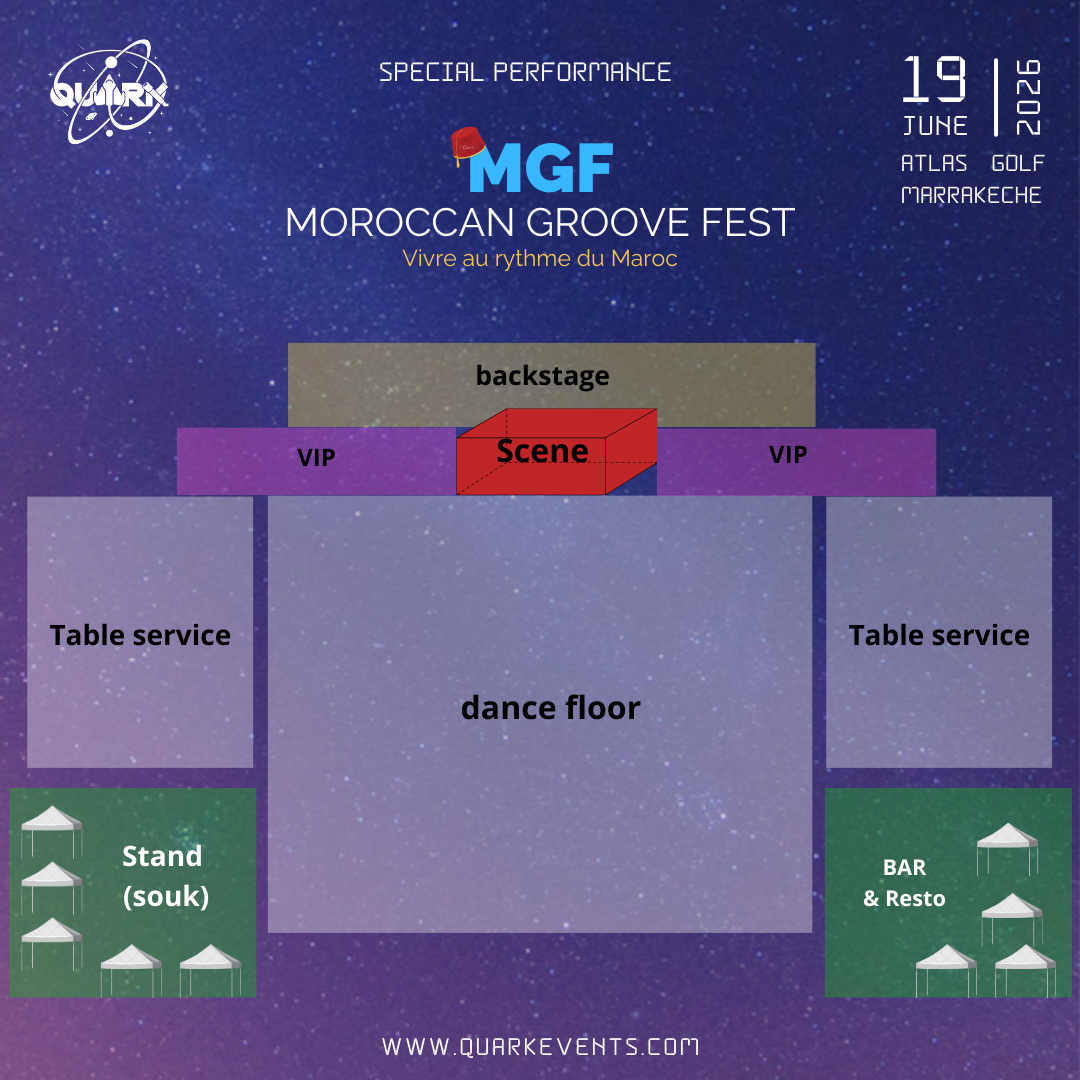 QUARK
SPECIAL PERFORMANCE
19
JUNE
2026
ATLAS GOLF
MARRAKECHE
MGF
MOROCCAN GROOVE FEST
Vivre au rythme du Maroc
backstage
VIP
Scene
VIP
Table service
Table service
dance floor
Stand
(souk)
BAR
& Resto
WWW.QUARKEVENTS.COM